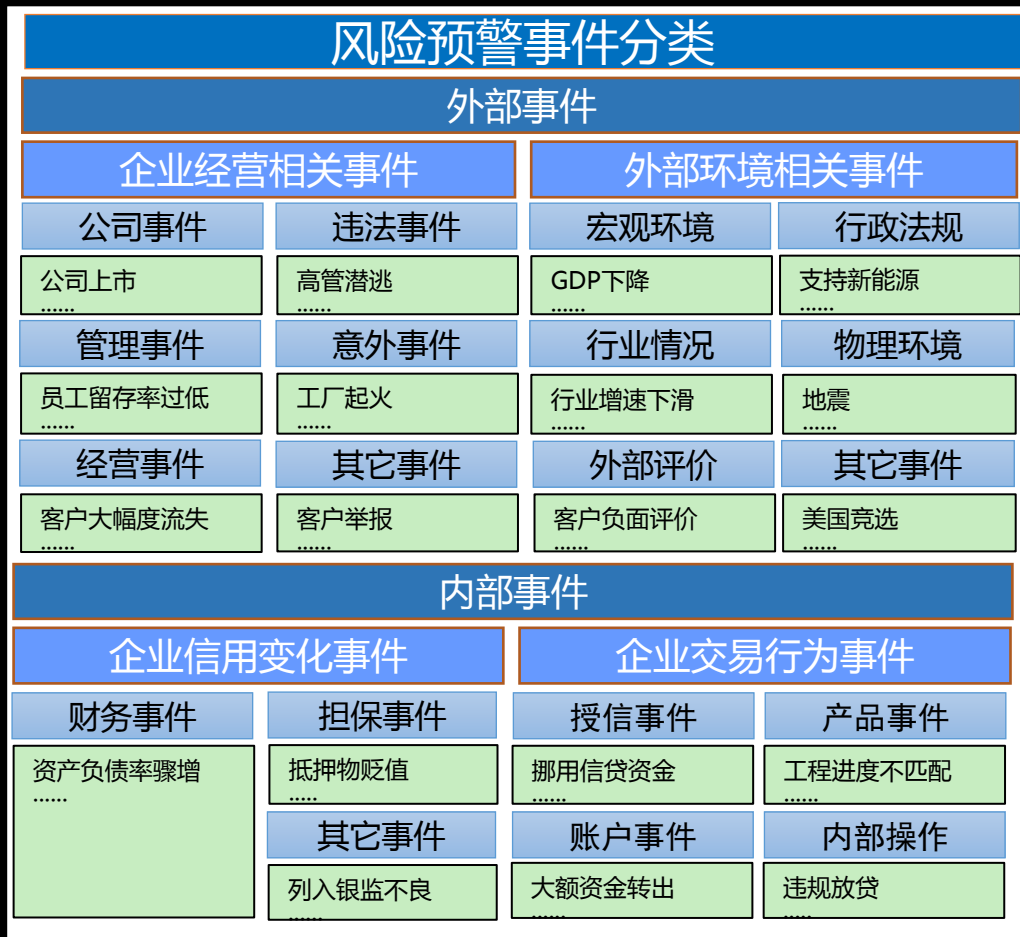 风险预警事件分类
外部事件
企业经营相关事件 外部环境相关事件
公司事件 违法事件 宏观环境 行政法规
公司上市 高管潜逃 GDP下降 支持新能源
...... ...... ...... ......
管理事件 意外事件 行业情况 物理环境
员工留存率过低 工厂起火 行业增速下滑 地震
...... ...... ...... ......
经营事件 其它事件 外部评价 其它事件
客户大幅度流失 客户举报 客户负面评价 美国竞选
...... ...... ...... ......
内部事件
企业信用变化事件 企业交易行为事件
财务事件 担保事件 授信事件 产品事件
资产负债率骤增 抵押物贬值 挪用信贷资金 工程进度不匹配
...... ..... ...... ......
其它事件 账户事件 内部操作
列入银监不良 大额资金转出 违规放贷
...... ...... .....